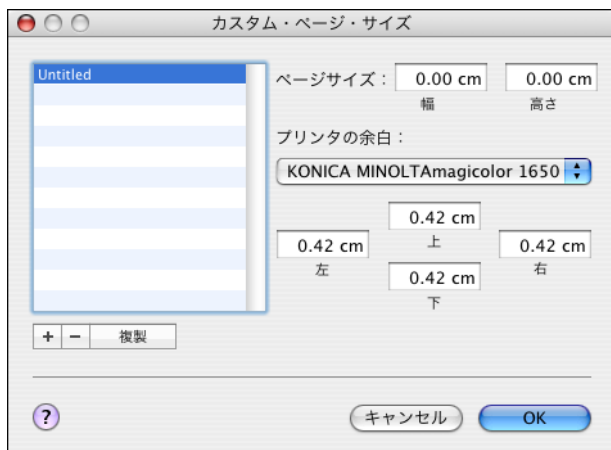 カスタム・ページ・サイズ
Untitled
ページサイズ： 0.00 cm 0.00 cm
幅 高さ
プリンタの余白：
KONICA MINOLTAmagicolor 1650
0.42 cm
上
0.42 cm 0.42 cm
左 右
0.42 cm
下
+ − 複製
? キャンセル OK